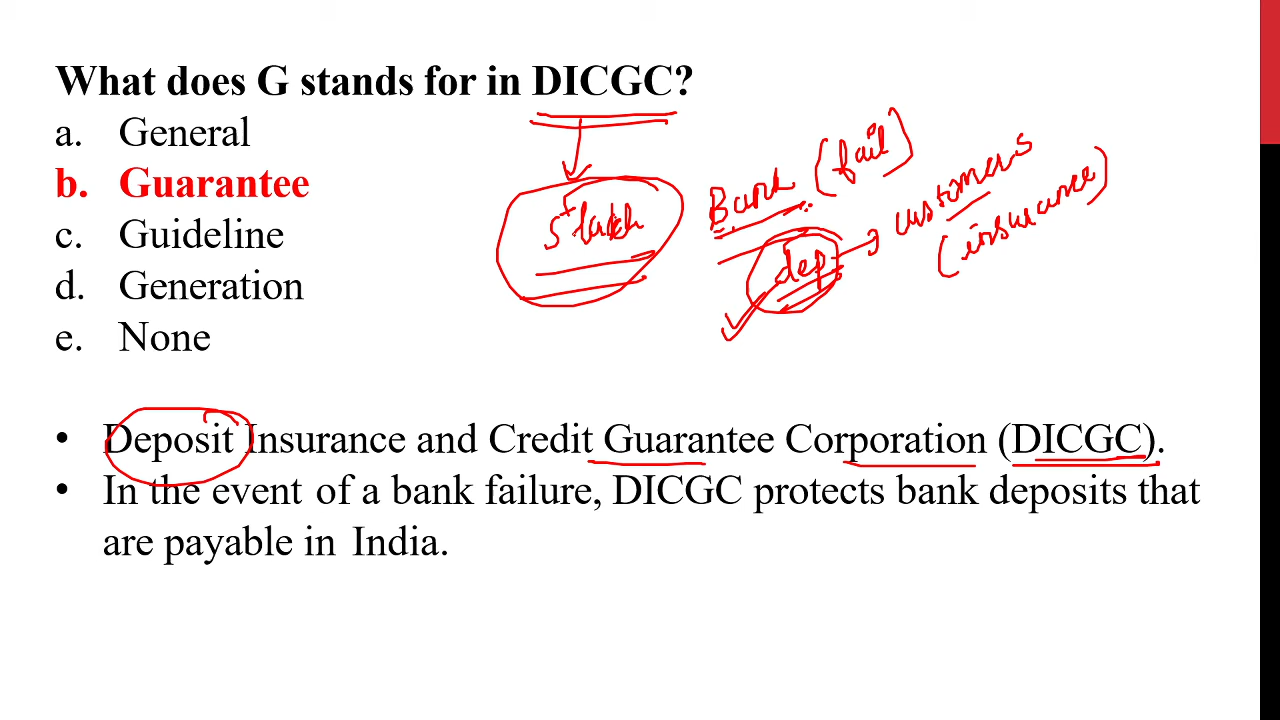 What does G stands for in DICGC?
a. General
b. Guarantee
c. Guideline
d. Generation
e. None
5 lakh
Bank (fail)
dep → customers
(insurance)
• Deposit Insurance and Credit Guarantee Corporation (DICGC).
• In the event of a bank failure, DICGC protects bank deposits that
are payable in India.